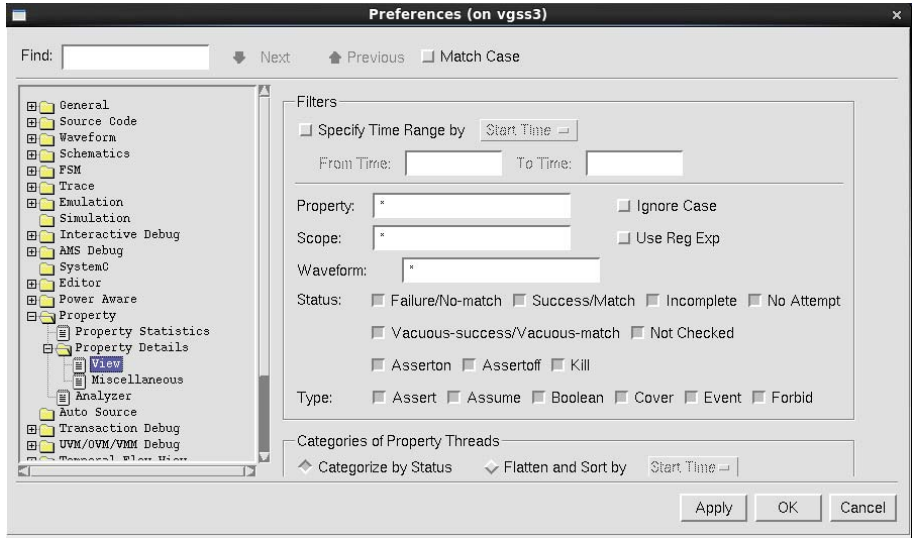 Preferences (on vgss3)
Find: Next Previous Match Case
General
Source Code
Waveform
Schematics
FSM
Trace
Emulation
Simulation
Interactive Debug
AMS Debug
SystemC
Editor
Power Aware
Property
Property Statistics
Property Details
View
Miscellaneous
Analyzer
Auto Source
Transaction Debug
UVM/OVM/VMM Debug
Temporal Flow View
Filters
Specify Time Range by Start Time
From Time: To Time:
Property: * Ignore Case
Scope: * Use Reg Exp
Waveform: *
Status: Failure/No-match Success/Match Incomplete No Attempt
Vacuous-success/Vacuous-match Not Checked
Asserton Assertoff Kill
Type: Assert Assume Boolean Cover Event Forbid
Categories of Property Threads
Categorize by Status Flatten and Sort by Start Time
Apply OK Cancel